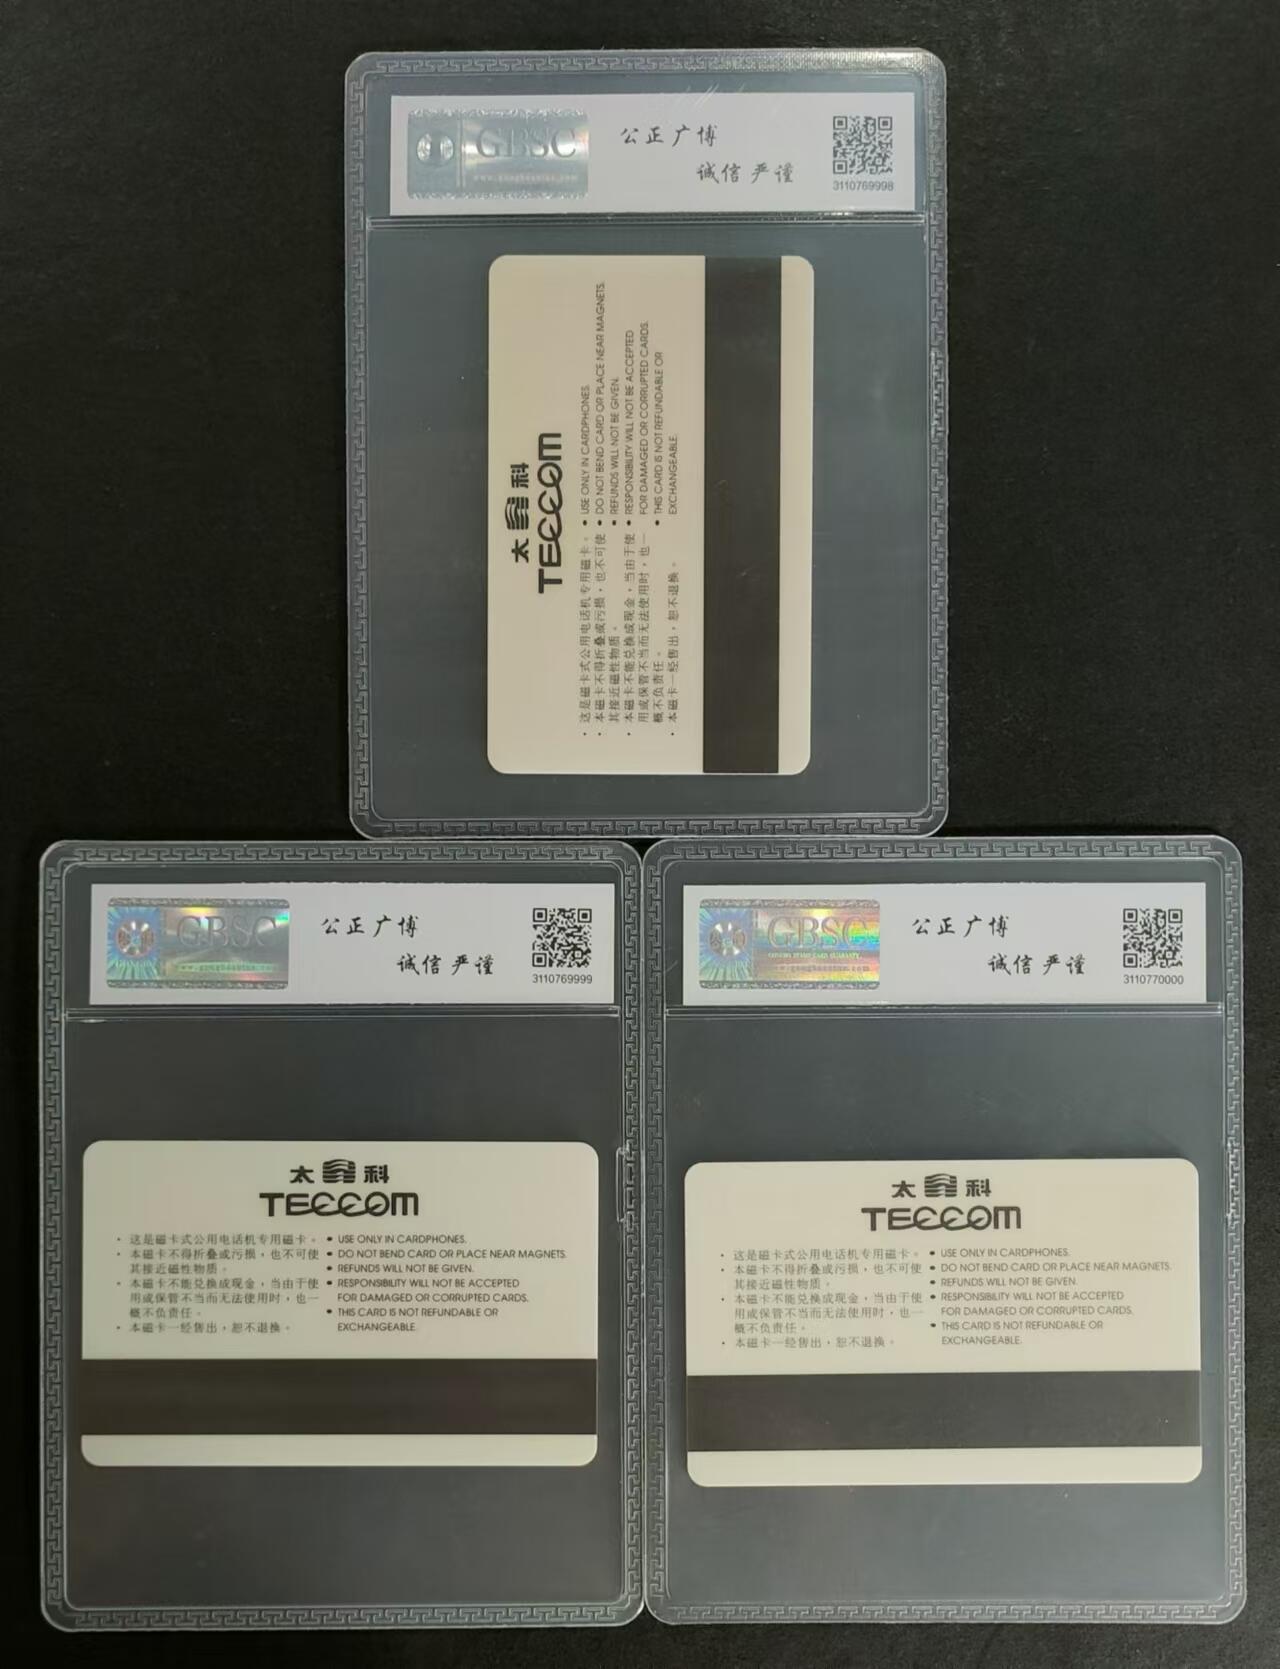 GBSC
公正广博
诚信严谨
3110769998
太 科
TECCOM
· 这是磁卡式公用电话机专用磁卡。
· 本磁卡不得折叠或污损，也不可使
其接近磁性物质。
· 本磁卡不能兑换成现金，当由于使
用或保管不当而无法使用时，也一
概不负责任。
· 本磁卡一经售出，恕不退换。
● USE ONLY IN CARDPHONES.
● DO NOT BEND CARD OR PLACE NEAR MAGNETS.
● REFUNDS WILL NOT BE GIVEN.
● RESPONSIBILITY WILL NOT BE ACCEPTED
FOR DAMAGED OR CORRUPTED CARDS.
● THIS CARD IS NOT REFUNDABLE OR
EXCHANGEABLE.
GBSC
公正广博
诚信严谨
3110769999
太 科
TECCOM
· 这是磁卡式公用电话机专用磁卡。
· 本磁卡不得折叠或污损，也不可使
其接近磁性物质。
· 本磁卡不能兑换成现金，当由于使
用或保管不当而无法使用时，也一
概不负责任。
· 本磁卡一经售出，恕不退换。
● USE ONLY IN CARDPHONES.
● DO NOT BEND CARD OR PLACE NEAR MAGNETS.
● REFUNDS WILL NOT BE GIVEN.
● RESPONSIBILITY WILL NOT BE ACCEPTED
FOR DAMAGED OR CORRUPTED CARDS.
● THIS CARD IS NOT REFUNDABLE OR
EXCHANGEABLE.
GBSC
公正广博
诚信严谨
3110770000
太 科
TECCOM
· 这是磁卡式公用电话机专用磁卡。
· 本磁卡不得折叠或污损，也不可使
其接近磁性物质。
· 本磁卡不能兑换成现金，当由于使
用或保管不当而无法使用时，也一
概不负责任。
· 本磁卡一经售出，恕不退换。
● USE ONLY IN CARDPHONES.
● DO NOT BEND CARD OR PLACE NEAR MAGNETS.
● REFUNDS WILL NOT BE GIVEN.
● RESPONSIBILITY WILL NOT BE ACCEPTED
FOR DAMAGED OR CORRUPTED CARDS.
● THIS CARD IS NOT REFUNDABLE OR
EXCHANGEABLE.